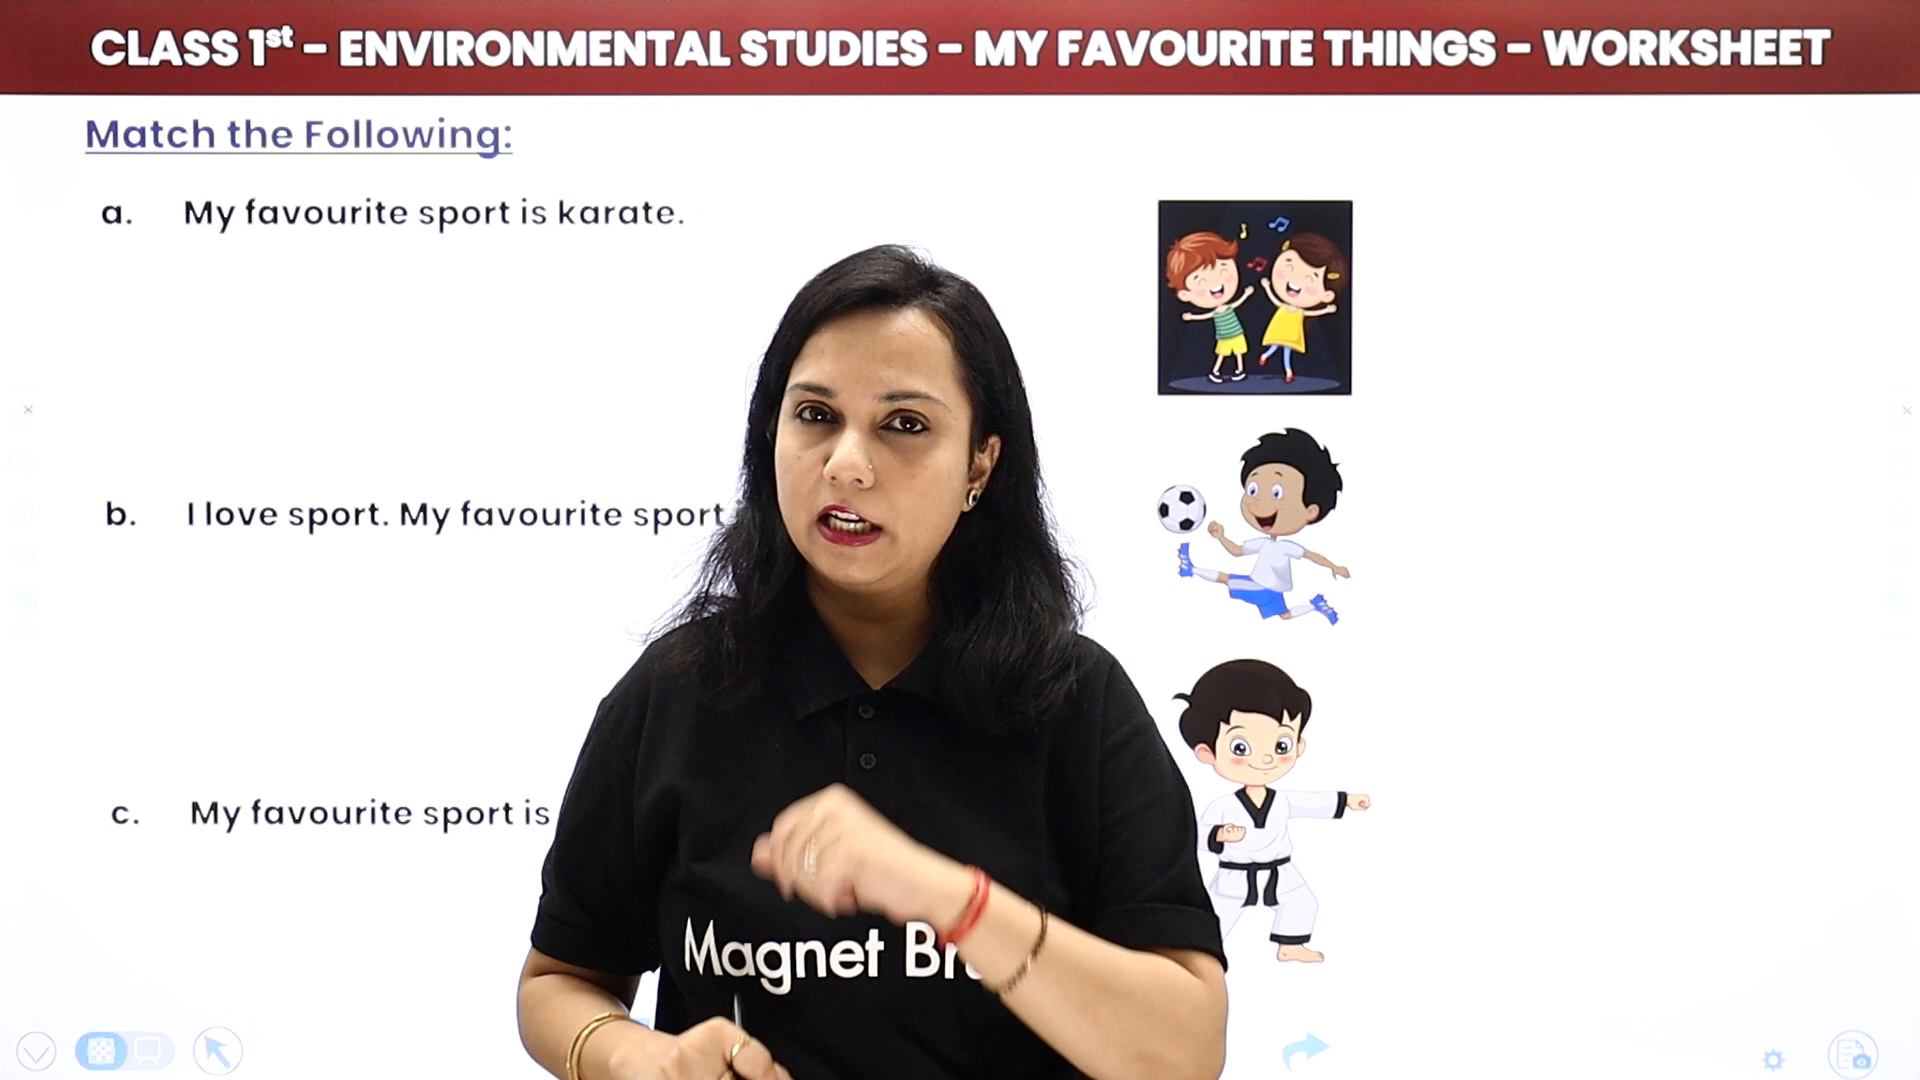 CLASS 1st – ENVIRONMENTAL STUDIES – MY FAVOURITE THINGS – WORKSHEET
Match the Following:
a. My favourite sport is karate.
b. I love sport. My favourite sport
c. My favourite sport is
Magnet